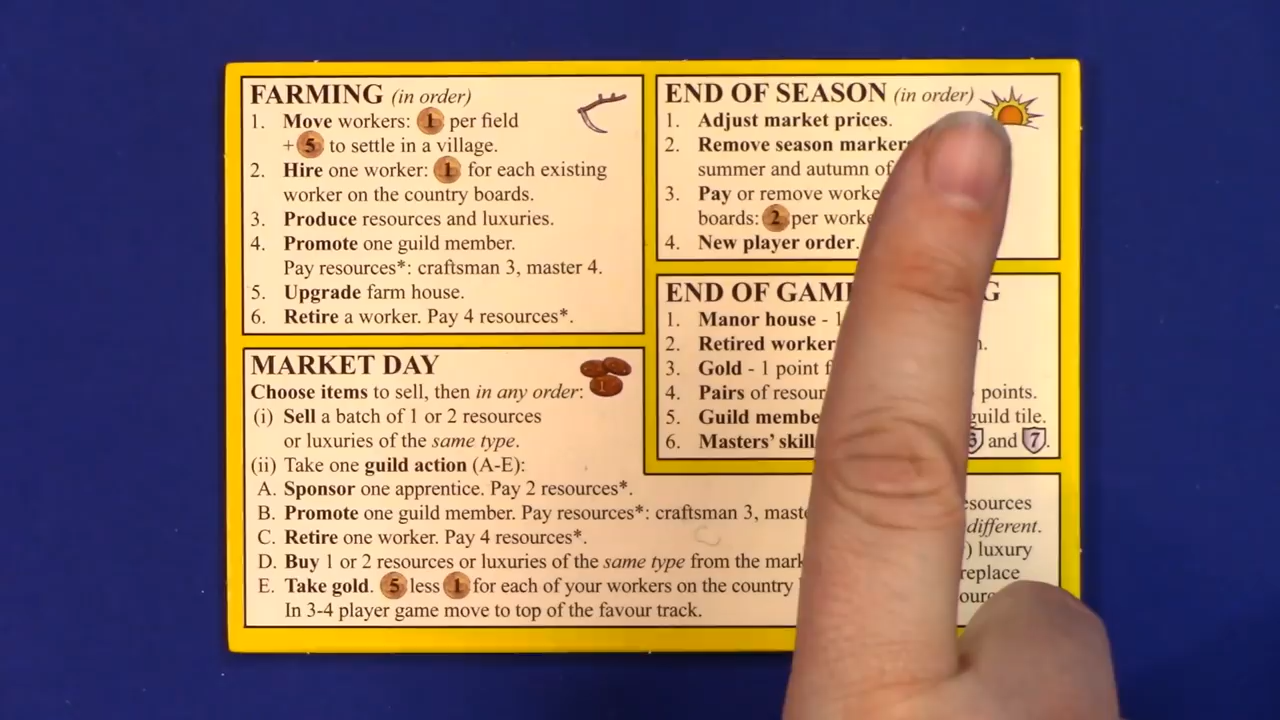 FARMING (in order)
1. Move workers: 1 per field
+ 5 to settle in a village.
2. Hire one worker: 1 for each existing
worker on the country boards.
3. Produce resources and luxuries.
4. Promote one guild member.
Pay resources*: craftsman 3, master 4.
5. Upgrade farm house.
6. Retire a worker. Pay 4 resources*.
MARKET DAY
Choose items to sell, then in any order:
(i) Sell a batch of 1 or 2 resources
or luxuries of the same type.
(ii) Take one guild action (A-E):
A. Sponsor one apprentice. Pay 2 resources*.
B. Promote one guild member. Pay resources*: craftsman 3,
C. Retire one worker. Pay 4 resources*.
D. Buy 1 or 2 resources or luxuries of the same type from the
E. Take gold. 5 less 1 for each of your workers on the country
In 3-4 player game move to top of the favour track.
END OF SEASON (in order)
1. Adjust market prices.
2. Remove season
summer and autumn
3. Pay or remove
boards: 2 per
4. New player order.
END OF
1. Manor house -
2. Retired
3. Gold - 1 point
4. Pairs of points.
5. Guild guild tile.
6. Masters' and 7.
different.
) luxury
replace